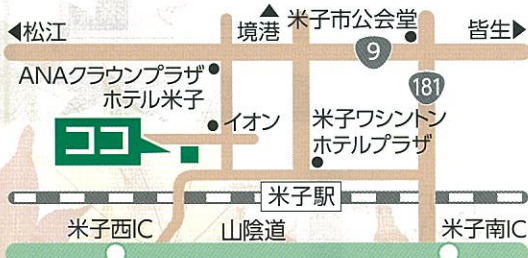 松江
境港
米子市公会堂
皆生
9
ANAクラウンプラザ
ホテル米子
181
イオン
米子ワシントン
ホテルプラザ
ココ
米子駅
米子西IC
山陰道
米子南IC